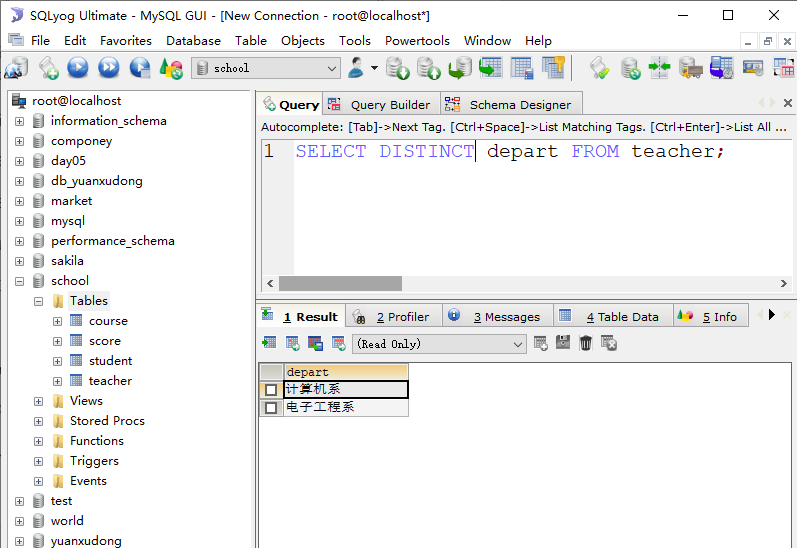 SQLyog Ultimate - MySQL GUI - [New Connection - root@localhost*]
File Edit Favorites Database Table Objects Tools Powertools Window Help
school
root@localhost
information_schema
componey
day05
db_yuanxudong
market
mysql
performance_schema
sakila
school
Tables
course
score
student
teacher
Views
Stored Procs
Functions
Triggers
Events
test
world
yuanxudong
Query Query Builder Schema Designer
Autocomplete: [Tab]->Next Tag. [Ctrl+Space]->List Matching Tags. [Ctrl+Enter]->List All ...
1 SELECT DISTINCT depart FROM teacher;
1 Result 2 Profiler 3 Messages 4 Table Data 5 Info
(Read Only)
depart
计算机系
电子工程系